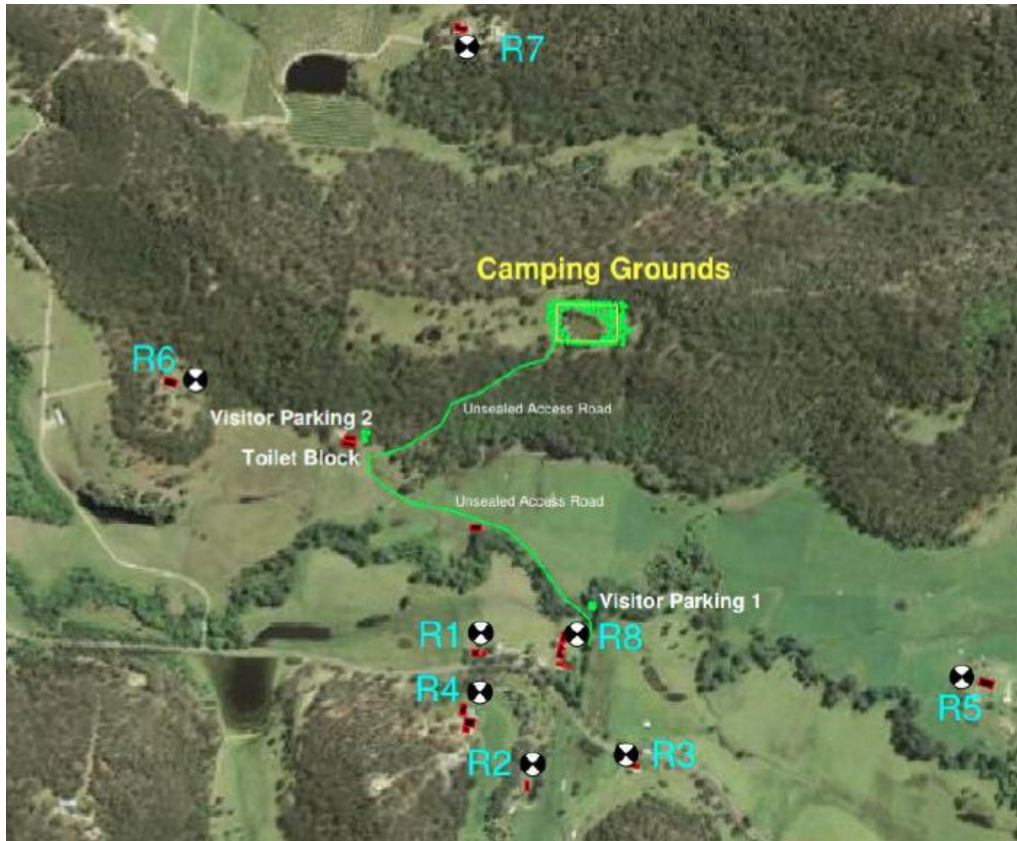 R7
Camping Grounds
R6
Unsealed Access Road
Visitor Parking 2
Toilet Block
Unsealed Access Road
Visitor Parking 1
R1
R8
R4
R5
R2
R3